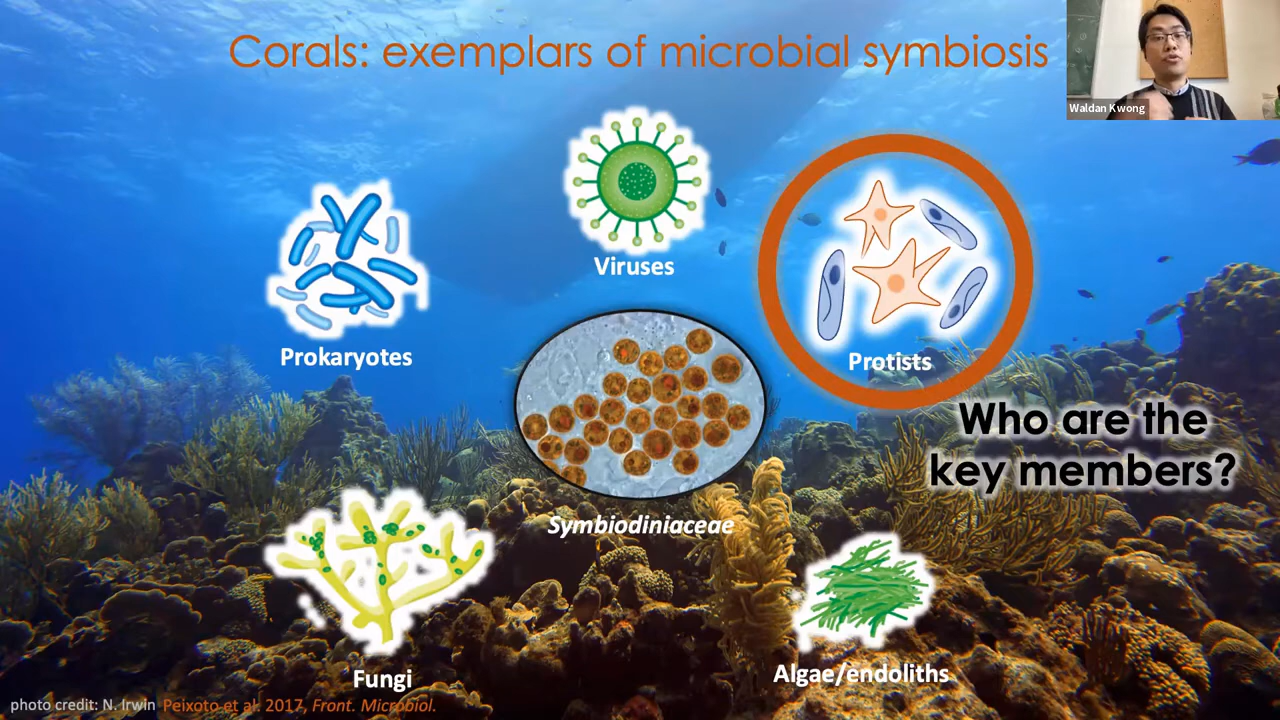 Corals: exemplars of microbial symbiosis
Waldan Kwong
Viruses
Prokaryotes
Protists
Who are the
key members?
Symbiodiniaceae
Fungi
Algae/endoliths
photo credit: N. Irwin Peixoto et al. 2017, Front. Microbiol.